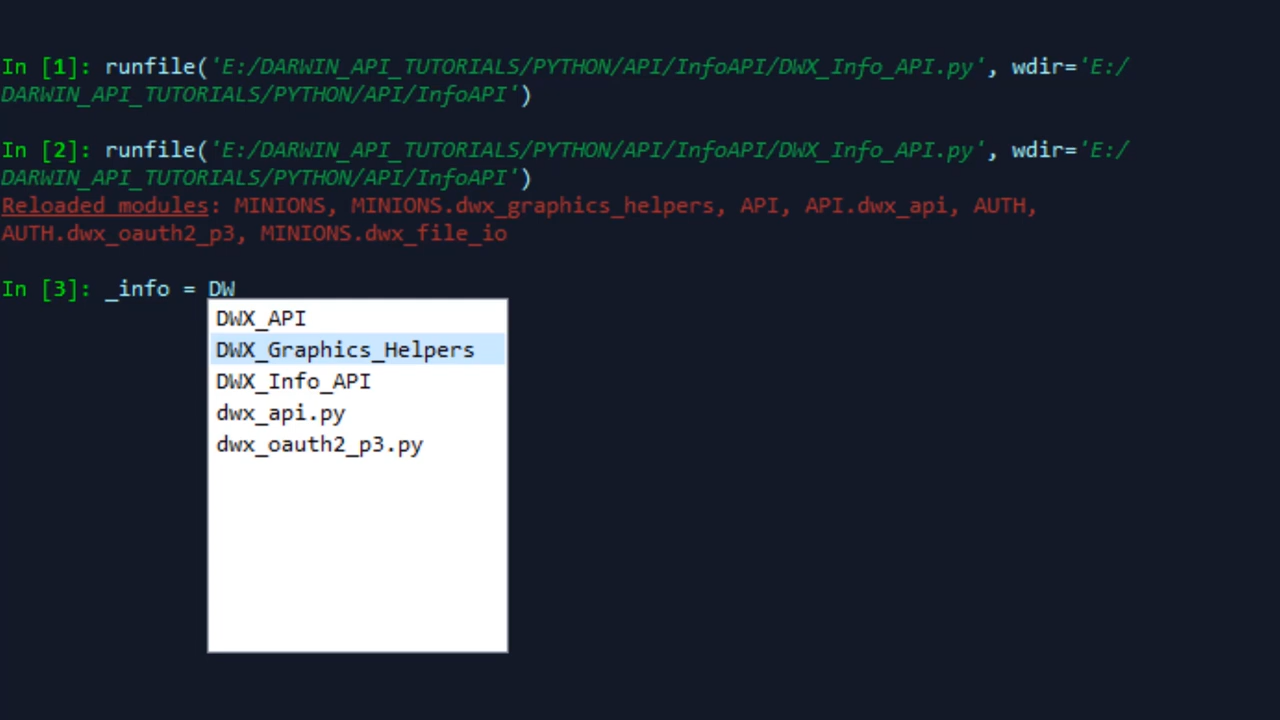 In [1]: runfile('E:/DARWIN_API_TUTORIALS/PYTHON/API/InfoAPI/DWX_Info_API.py', wdir='E:/
DARWIN_API_TUTORIALS/PYTHON/API/InfoAPI')
In [2]: runfile('E:/DARWIN_API_TUTORIALS/PYTHON/API/InfoAPI/DWX_Info_API.py', wdir='E:/
DARWIN_API_TUTORIALS/PYTHON/API/InfoAPI')
Reloaded modules: MINIONS, MINIONS.dwx_graphics_helpers, API, API.dwx_api, AUTH,
AUTH.dwx_oauth2_p3, MINIONS.dwx_file_io
In [3]: _info = DW
DWX_API
DWX_Graphics_Helpers
DWX_Info_API
dwx_api.py
dwx_oauth2_p3.py